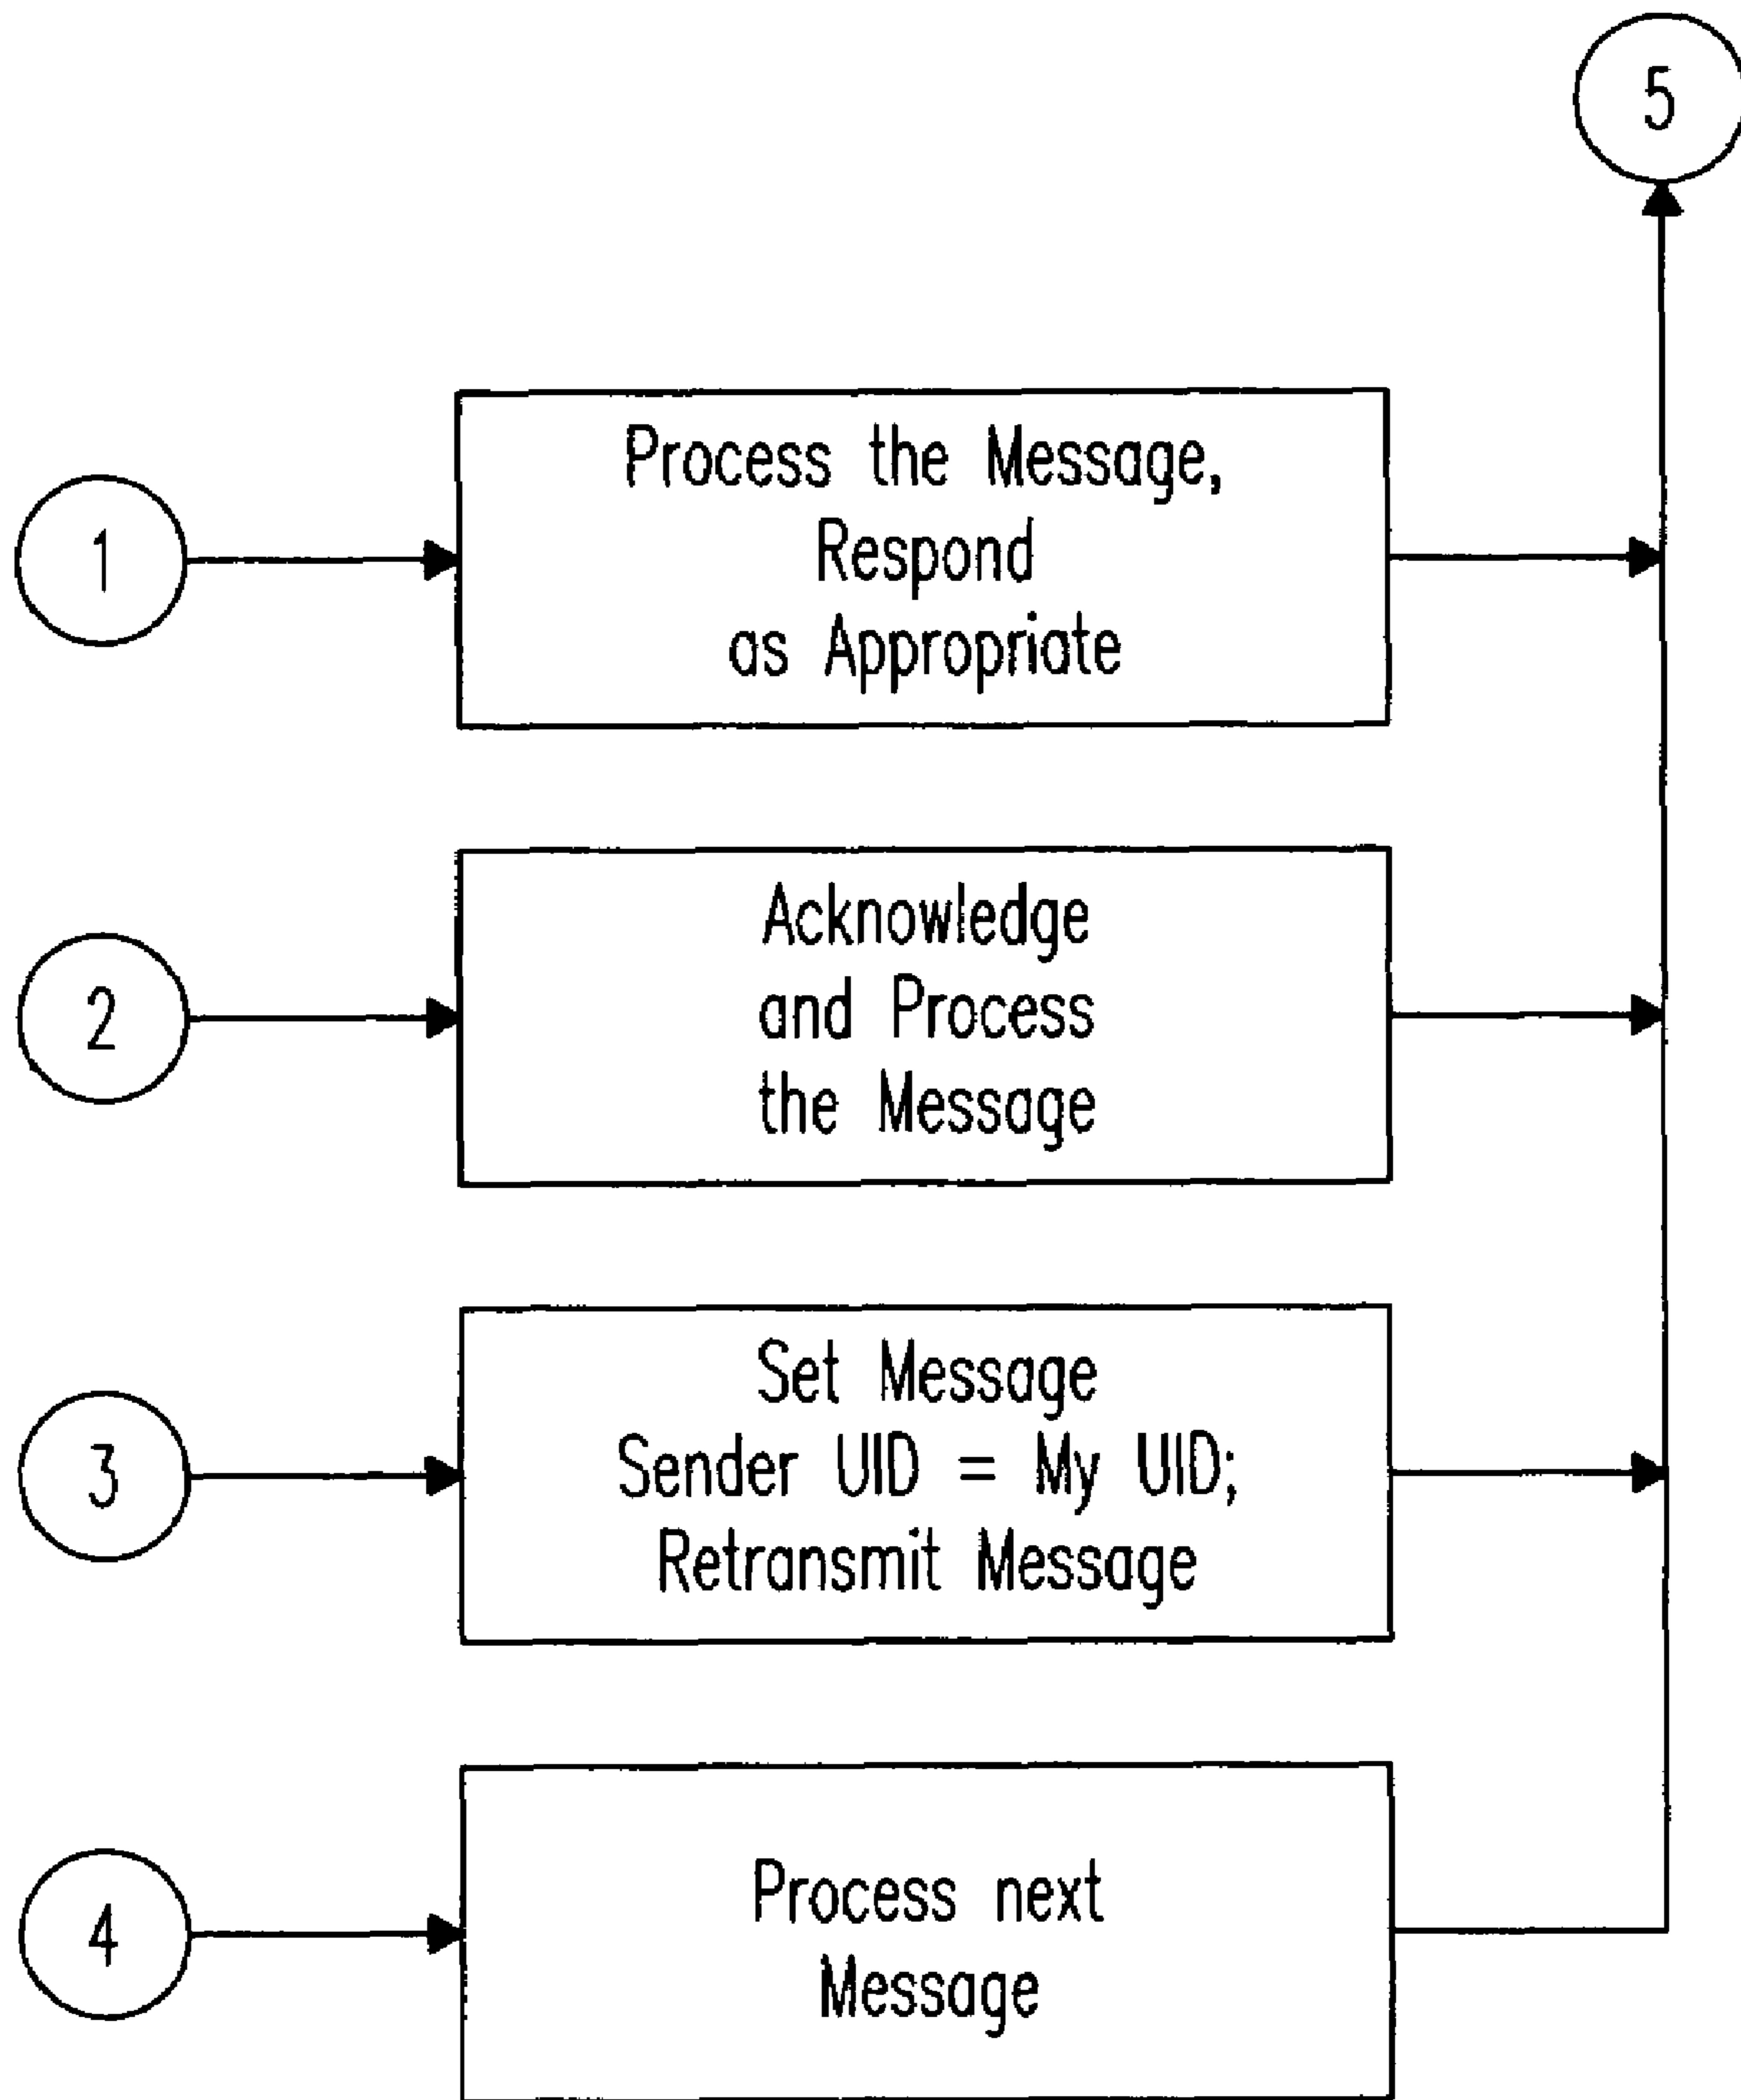 5
1
Process the Message,
Respond
as Appropriate
2
Acknowledge
and Process
the Message
3
Set Message
Sender UID = My UID;
Retransmit Message
4
Process next
Message